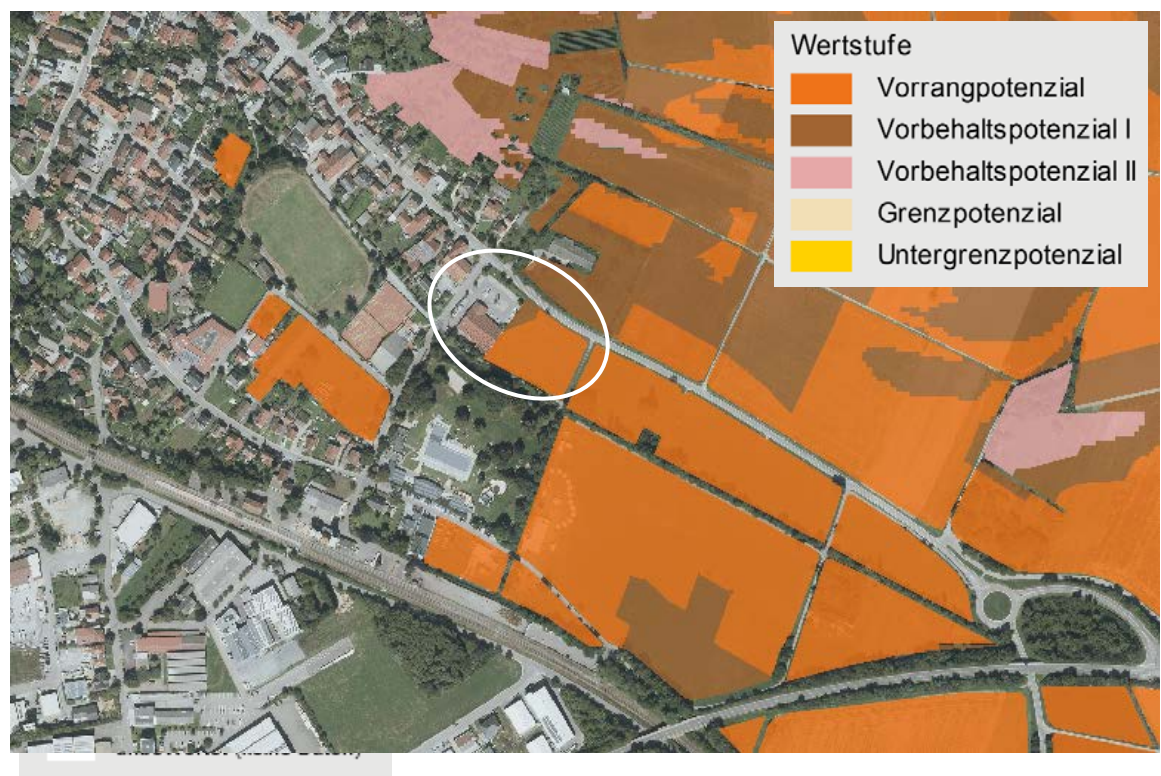 Wertstufe
Vorrangpotenzial
Vorbehaltspotenzial I
Vorbehaltspotenzial II
Grenzpotenzial
Untergrenzpotenzial